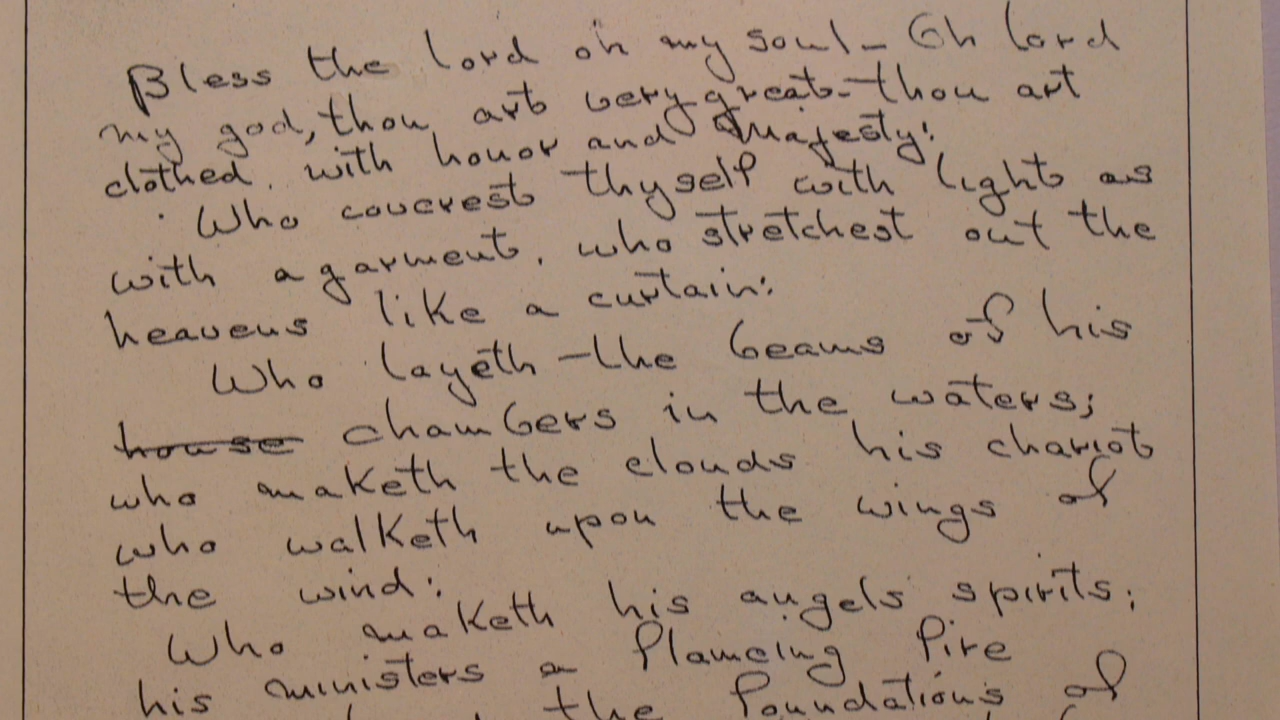 Bless the lord oh my soul - Oh lord
my god, thou art very great - thou art
clothed. with honor and majesty:
Who coverest thyself with light as
with a garment. who stretchest out the
heavens like a curtain:
Who layeth the beams of his
house chambers in the waters;
who maketh the clouds his chariot
who walketh upon the wings of
the wind:
Who maketh his angels spirits;
his ministers a flameing fire
the foundations of